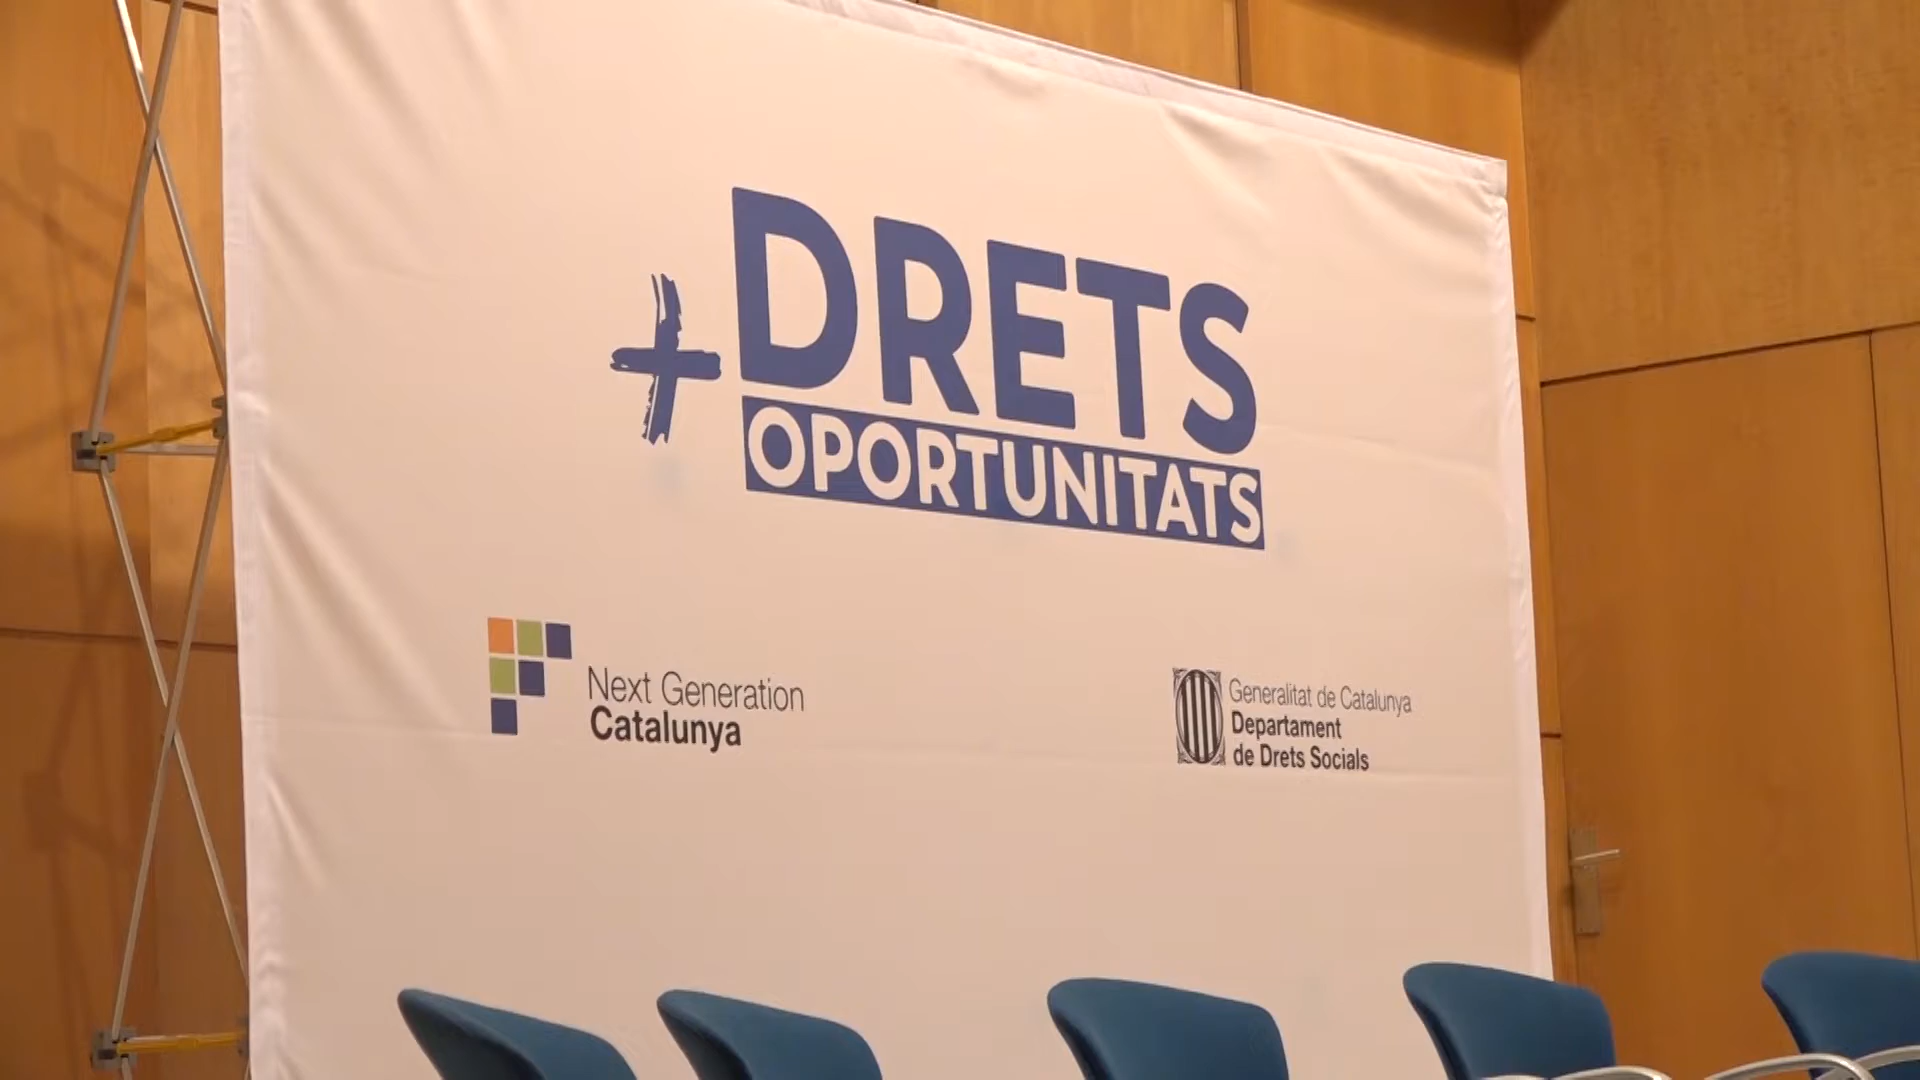 +DRETS
OPORTUNITATS
Next Generation
Catalunya
Generalitat de Catalunya
Departament
de Drets Socials